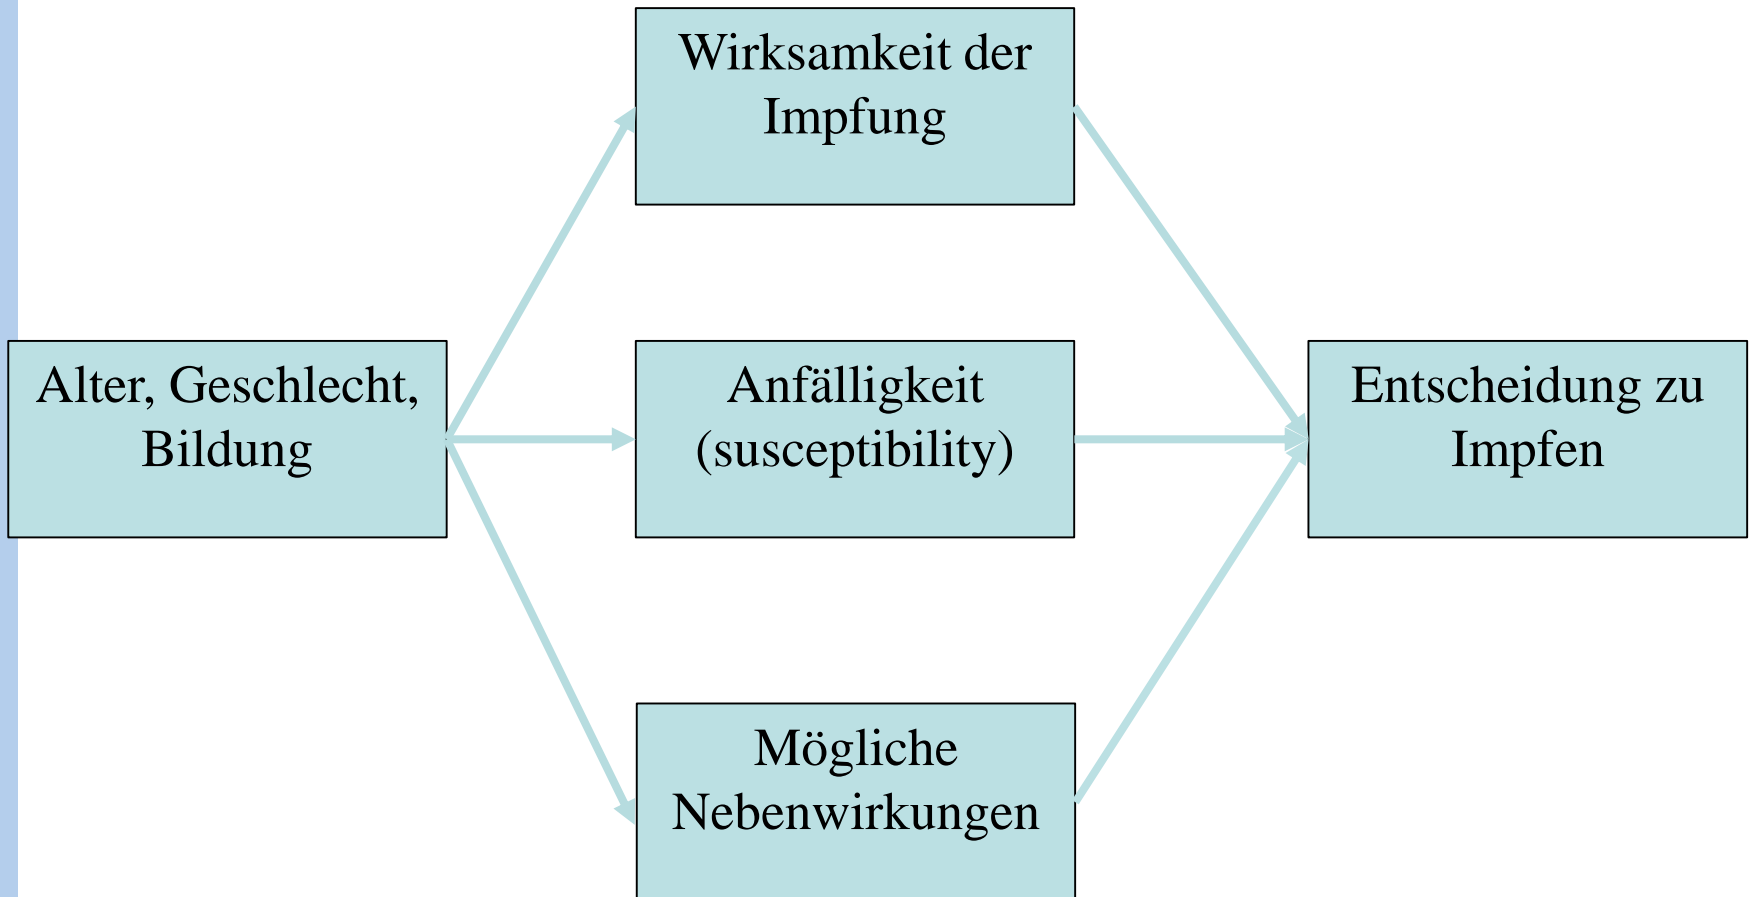 Wirksamkeit der
Impfung
Alter, Geschlecht,
Bildung
Anfälligkeit
(susceptibility)
Entscheidung zu
Impfen
Mögliche
Nebenwirkungen